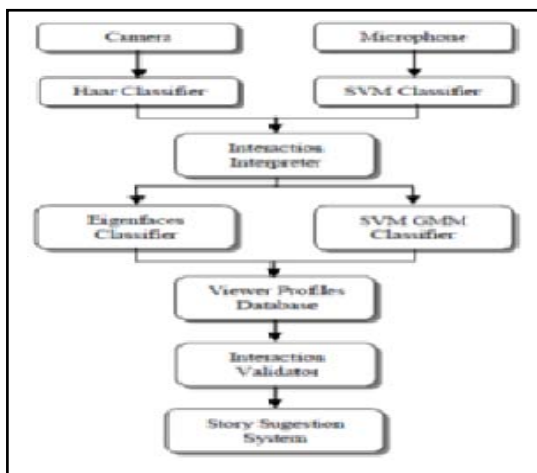 Camera
Microphone
Haar Classifier
SVM Classifier
Interaction
Interpreter
Eigenfaces
Classifier
SVM GMM
Classifier
Viewer Profiles
Database
Interaction
Validator
Story Sugestion
System